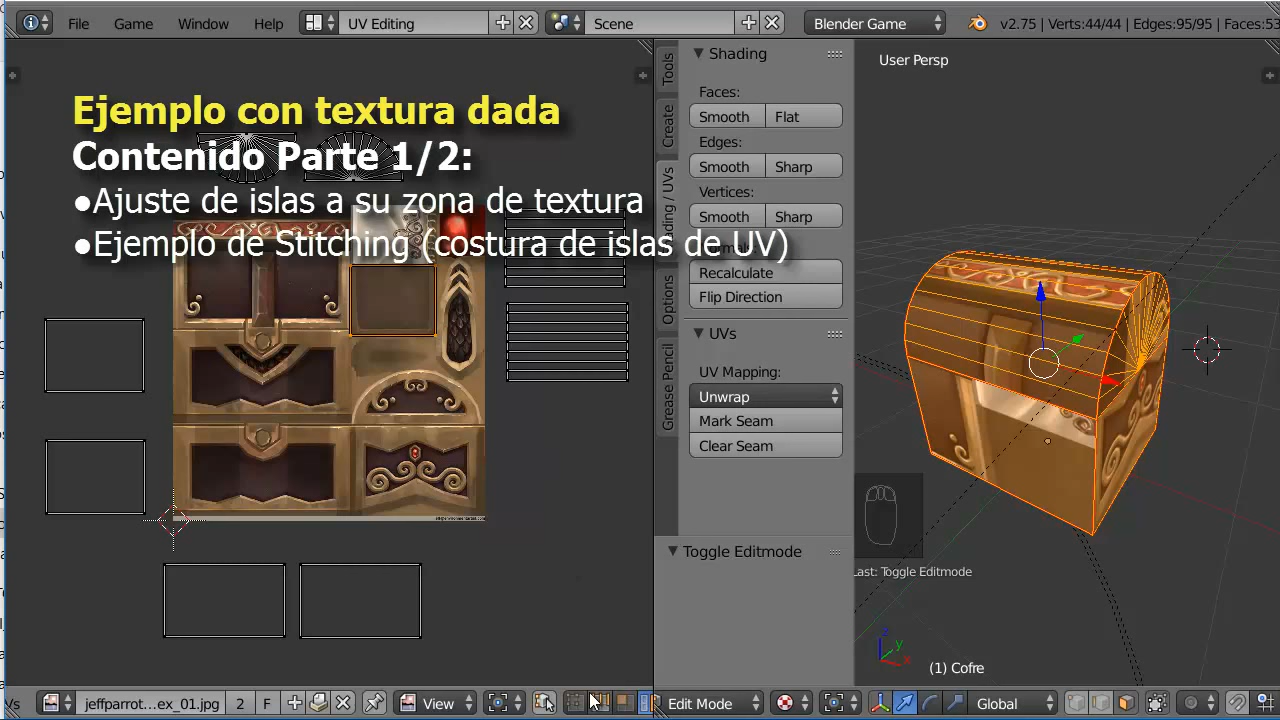 File Game Window Help UV Editing Scene Blender Game v2.75 | Verts:44/44 | Edges:95/95 | Faces:53
Ejemplo con textura dada
Contenido Parte 1/2:
●Ajuste de islas a su zona de textura
●Ejemplo de Stitching (costura de islas de UV)
Tools
Create
Options
Grease Pencil
Shading
Faces:
Smooth Flat
Edges:
Smooth Sharp
Vertices:
Smooth Sharp
Recalculate
Flip Direction
UVs
UV Mapping:
Unwrap
Mark Seam
Clear Seam
Toggle Editmode
User Persp
Last: Toggle Editmode
z
y
x
(1) Cofre
jeffparrot...ex_01.jpg 2 F View Edit Mode Global